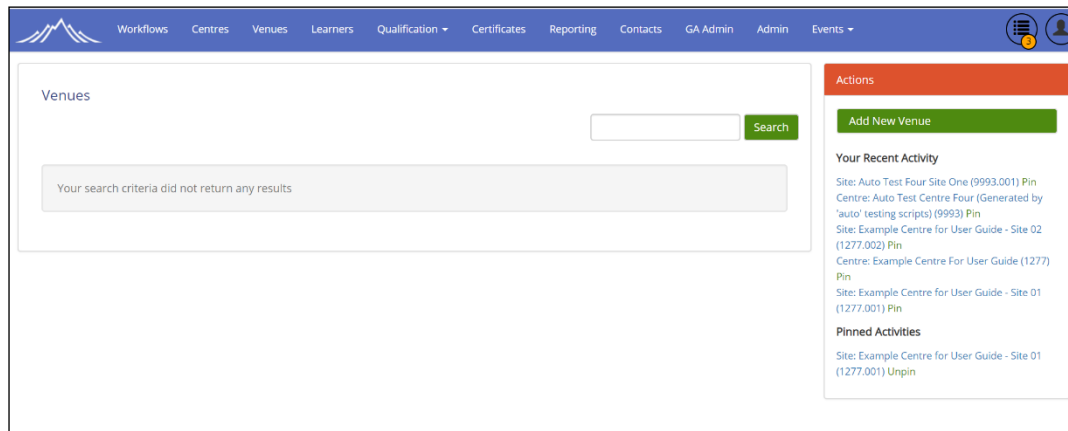 Workflows Centres Venues Learners Qualification Certificates Reporting Contacts GA Admin Admin Events
3
Venues
Search
Your search criteria did not return any results
Actions
Add New Venue
Your Recent Activity
Site: Auto Test Four Site One (9993.001) Pin
Centre: Auto Test Centre Four (Generated by
'auto' testing scripts) (9993) Pin
Site: Example Centre for User Guide - Site 02
(1277.002) Pin
Centre: Example Centre For User Guide (1277)
Pin
Site: Example Centre for User Guide - Site 01
(1277.001) Pin
Pinned Activities
Site: Example Centre for User Guide - Site 01
(1277.001) Unpin